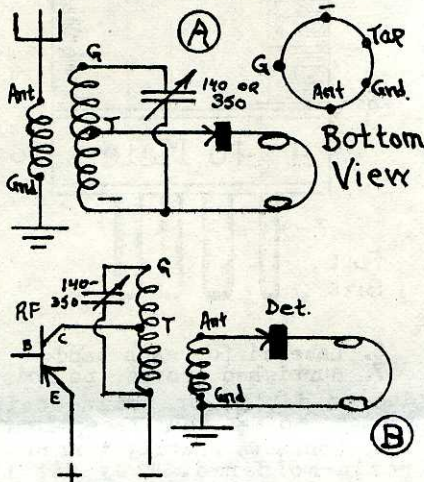 A
G
Ant
Gnd
T
140 OR
350
–
–
Tap
G
Gnd.
Ant
Bottom
View
140-
350
G
RF
T
B
C
E
+
–
–
Ant
Gnd
Det.
B